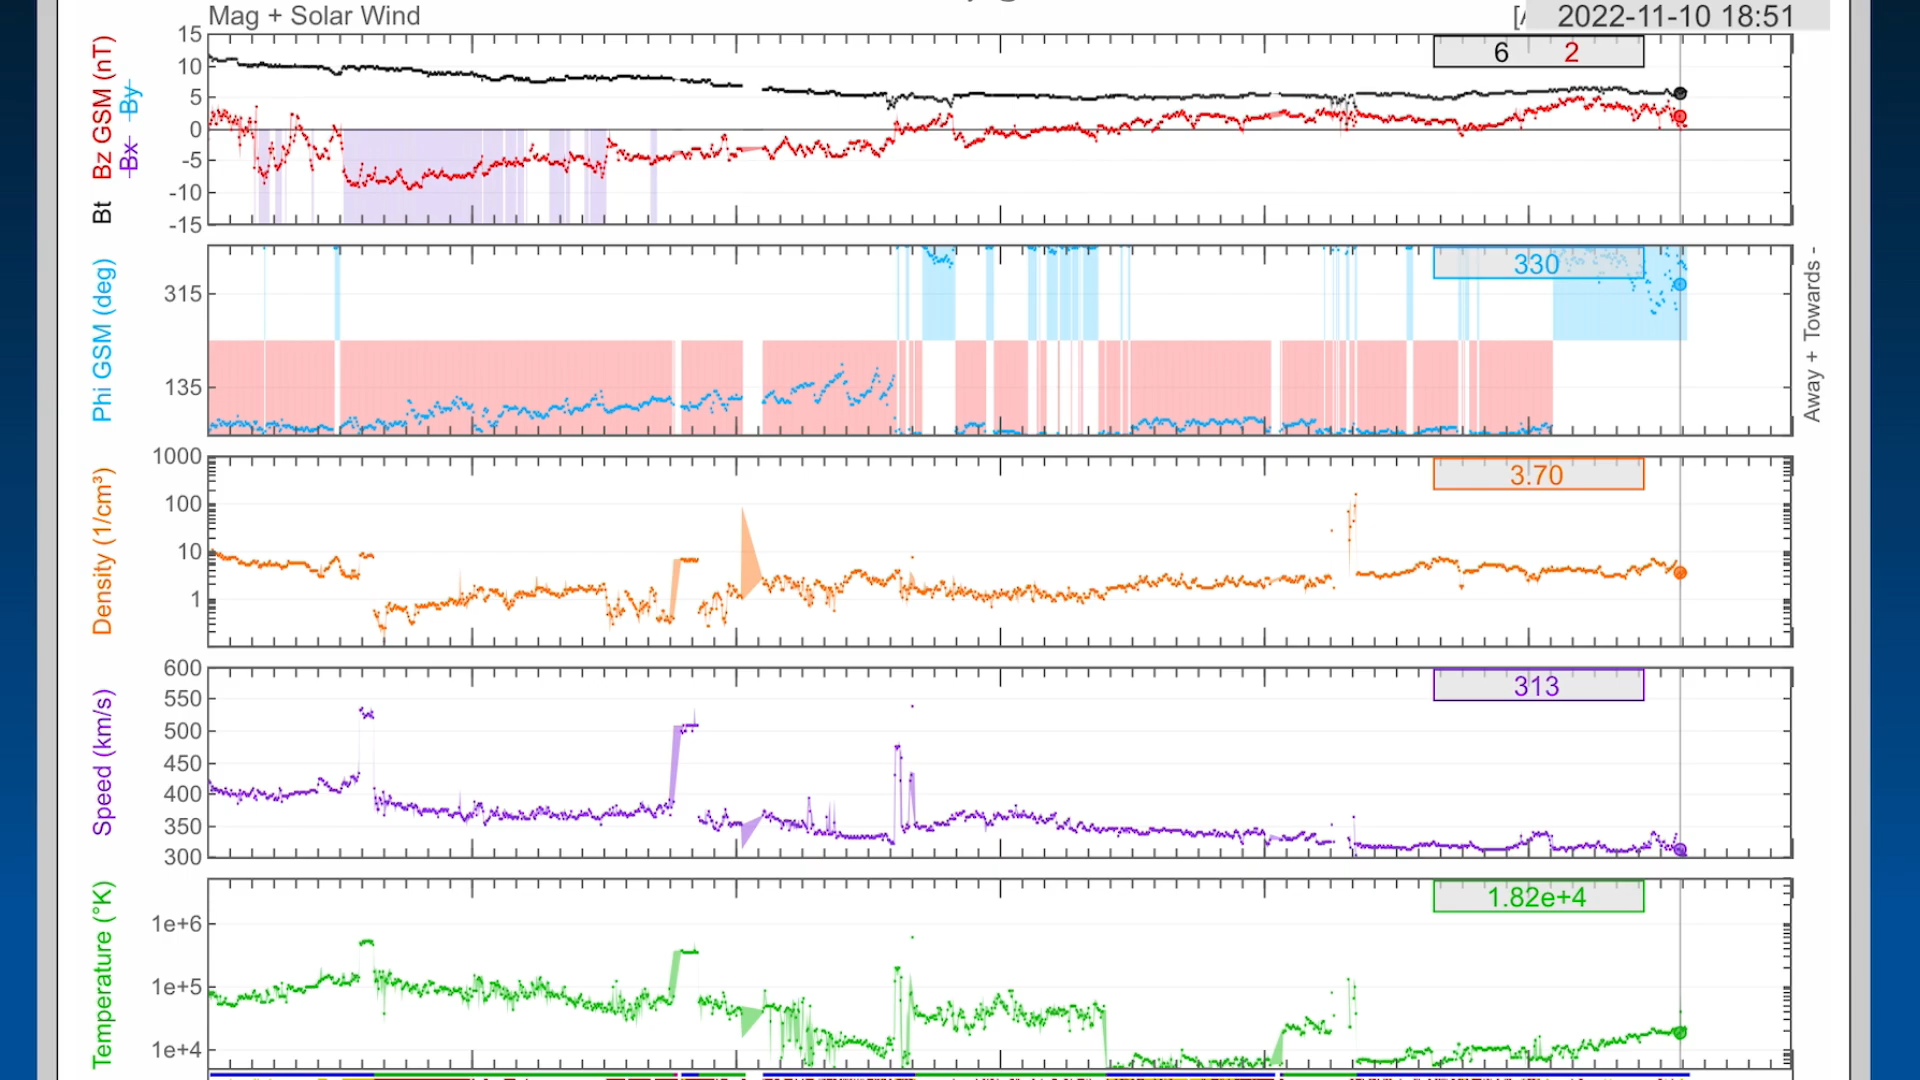 Mag + Solar Wind
[
2022-11-10 18:51
Bt Bz GSM (nT)
Bx By
15
10
5
0
-5
-10
-15
6 2
Phi GSM (deg)
315
135
330
Away + Towards -
Density (1/cm³)
1000
100
10
1
3.70
Speed (km/s)
600
550
500
450
400
350
300
313
Temperature (°K)
1e+6
1e+5
1e+4
1.82e+4